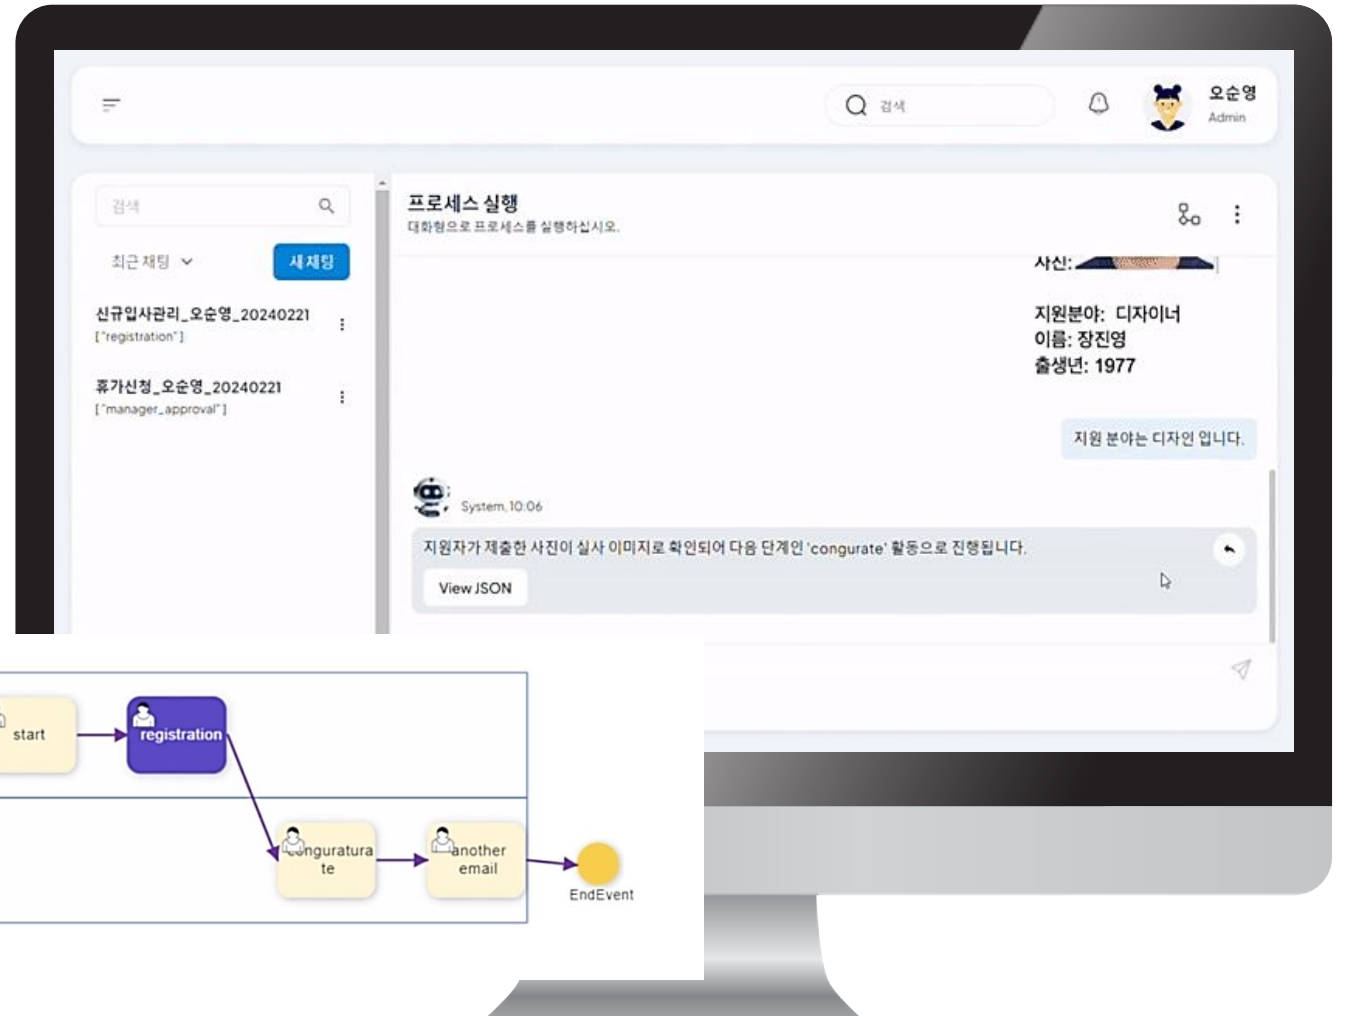 검색
오순영
Admin
검색
최근 채팅
새 채팅
신규입사관리_오순영_20240221
["registration"]
휴가신청_오순영_20240221
["manager_approval"]
프로세스 실행
대화형으로 프로세스를 실행하십시오.
사진:
지원분야: 디자이너
이름: 장진영
출생년: 1977
지원 분야는 디자인 입니다.
System, 10:06
지원자가 제출한 사진이 실사 이미지로 확인되어 다음 단계인 'congurate' 활동으로 진행됩니다.
View JSON
start
registration
conguratura
te
another
email
EndEvent